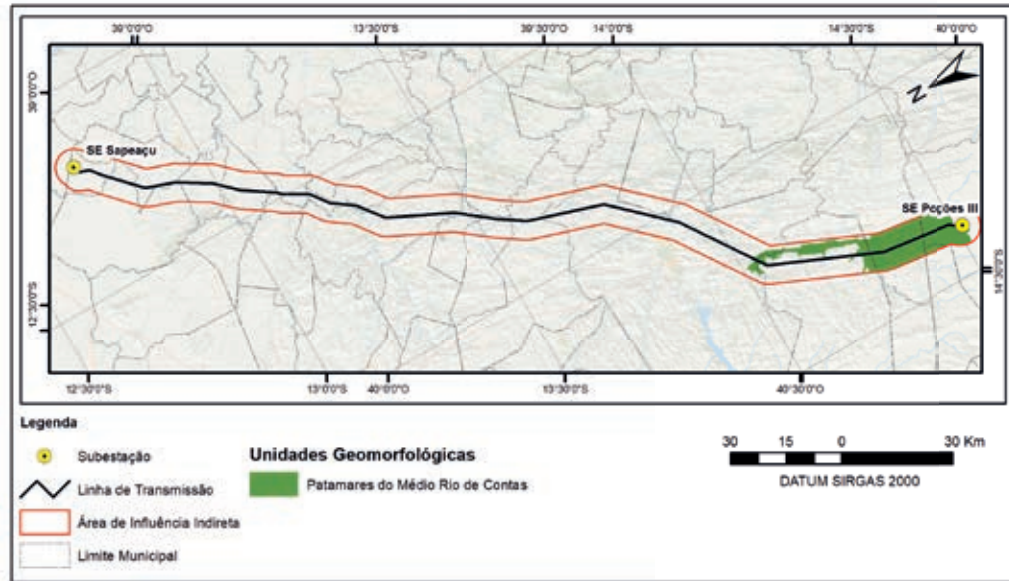 39°0'0"O 13°30'0"S 39°30'0"O 14°0'0"S 14°30'0"S 40°0'0"O
39°0'0"O
N
SE Sapeaçu
SE Poções III
12°30'0"S
14°30'0"S
12°30'0"S 13°0'0"S 40°0'0"O 13°30'0"S 40°30'0"O
Legenda
Subestação
Linha de Transmissão
Área de Influência Indireta
Limite Municipal
Unidades Geomorfológicas
Patamares do Médio Rio de Contas
30 15 0 30 Km
DATUM SIRGAS 2000